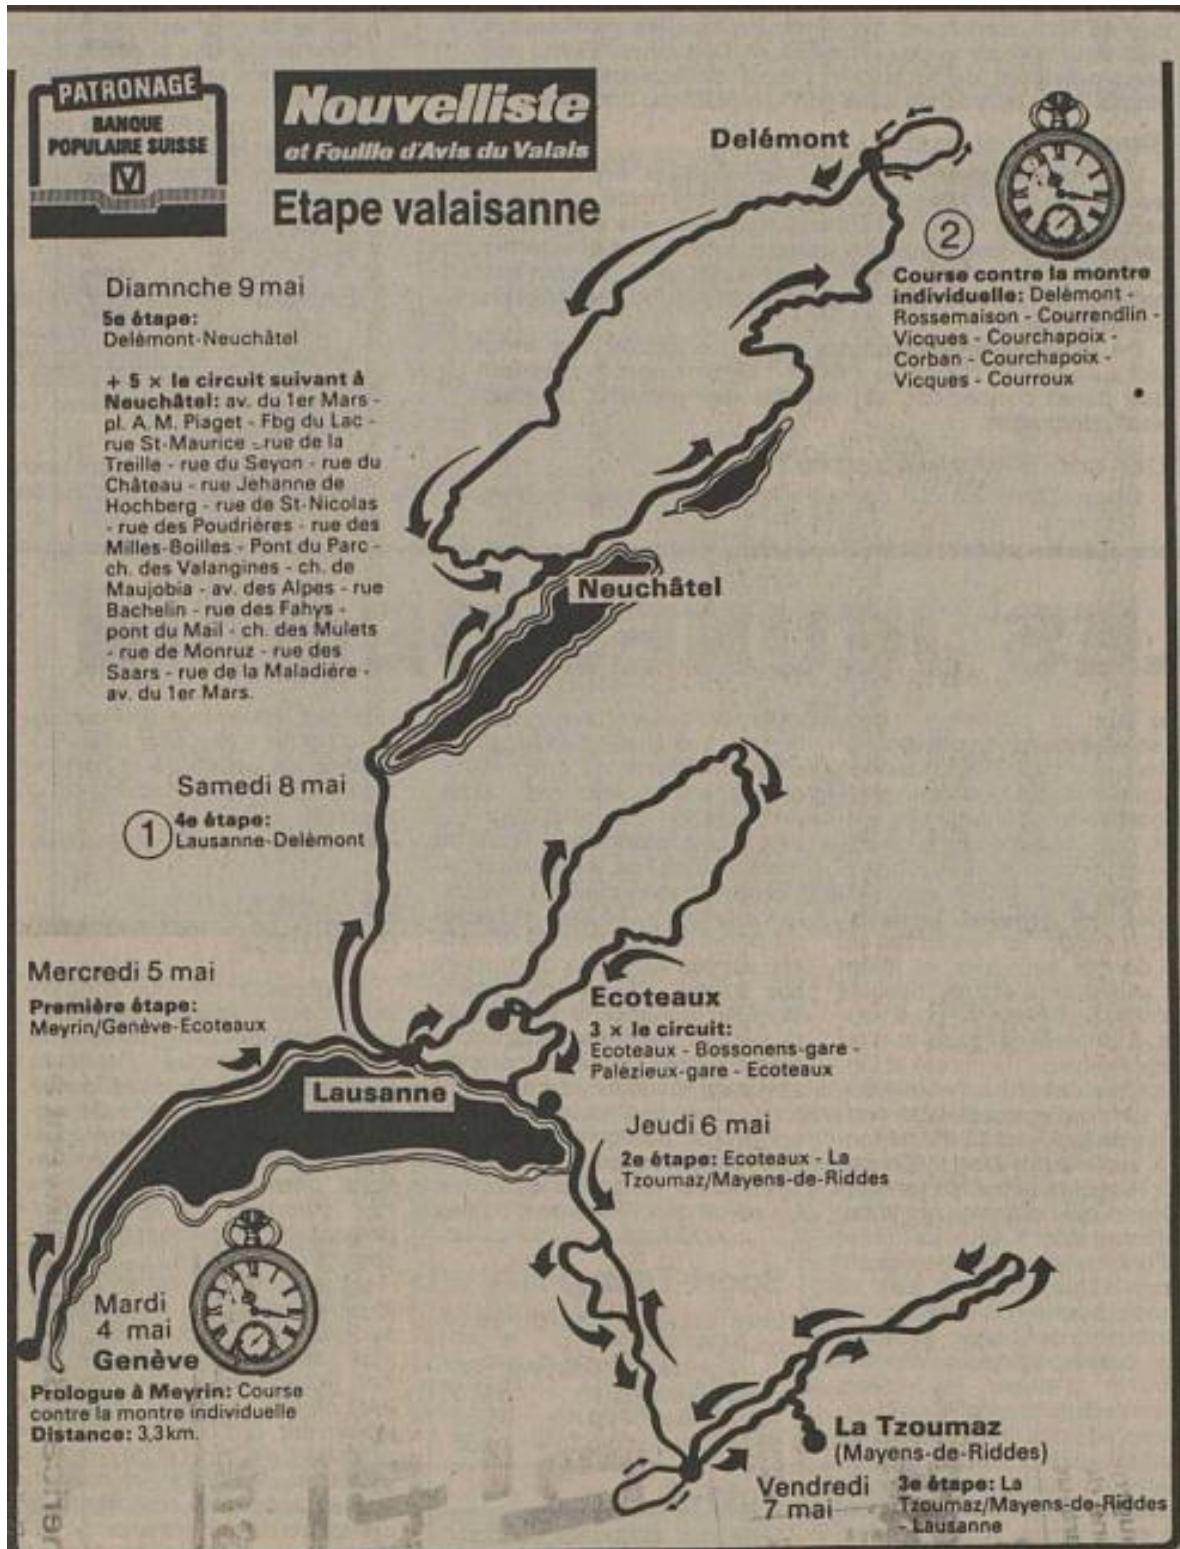 PATRONAGE
BANQUE
POPULAIRE SUISSE
V
Nouvelliste
et Feuille d'Avis du Valais
Etape valaisanne
Delémont
2
Course contre la montre
individuelle: Delémont -
Rossemaison - Courrendlin -
Vicques - Courchapoix -
Corban - Courchapoix -
Vicques - Courroux
Diamnche 9 mai
5e étape:
Delémont-Neuchâtel
+ 5 × le circuit suivant à
Neuchâtel: av. du 1er Mars -
pl. A. M. Piaget - Fbg du Lac -
rue St-Maurice - rue de la
Treille - rue du Seyon - rue du
Château - rue Jehanne de
Hochberg - rue de St-Nicolas
- rue des Poudrières - rue des
Milles-Boilles - Pont du Parc -
ch. des Valangines - ch. de
Maujobia - av. des Alpes - rue
Bachelin - rue des Fahys -
pont du Mail - ch. des Mulets
- rue de Monruz - rue des
Saars - rue de la Maladière -
av. du 1er Mars.
Neuchâtel
Samedi 8 mai
1
4e étape:
Lausanne-Delémont
Mercredi 5 mai
Première étape:
Meyrin/Genève-Ecoteaux
Ecoteaux
3 × le circuit:
Ecoteaux - Bossonens-gare -
Palézieux-gare - Ecoteaux
Lausanne
Jeudi 6 mai
2e étape: Ecoteaux - La
Tzoumaz/Mayens-de-Riddes
Mardi
4 mai
Genève
Prologue à Meyrin: Course
contre la montre individuelle
Distance: 3,3 km.
La Tzoumaz
(Mayens-de-Riddes)
Vendredi
7 mai
3e étape: La
Tzoumaz/Mayens-de-Riddes
- Lausanne